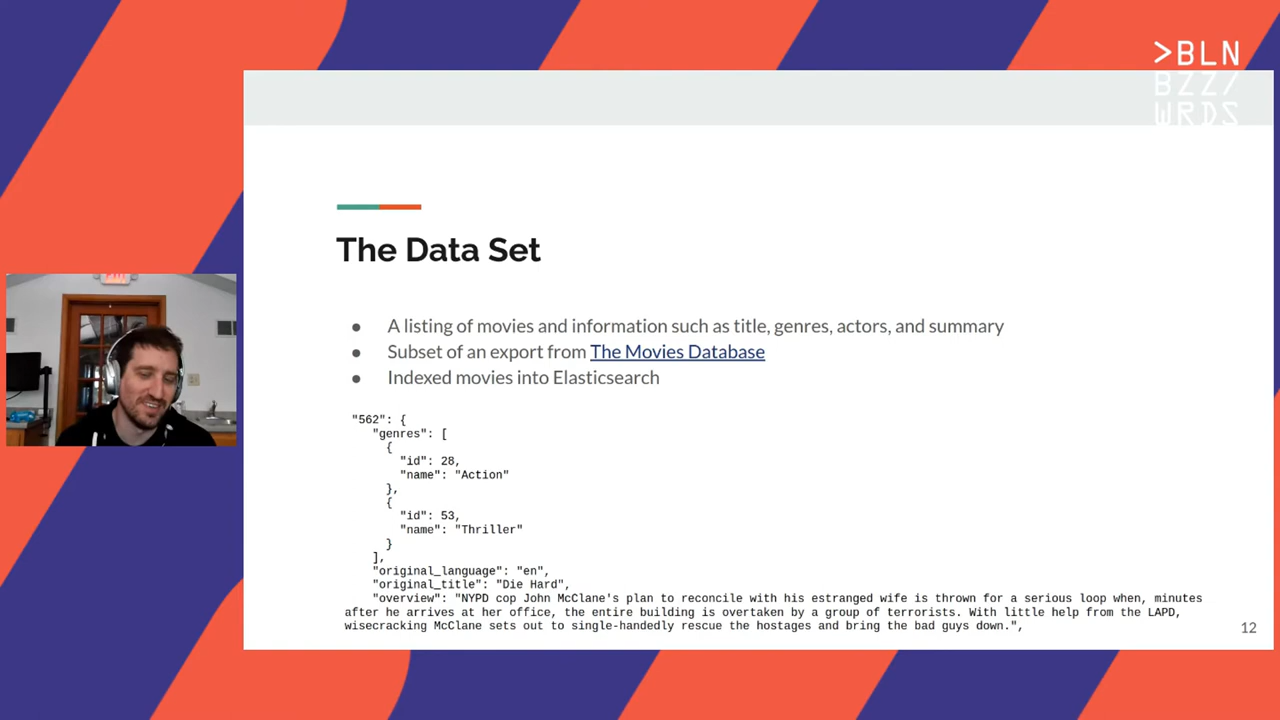 >BLN
BZZ/
WRDS
The Data Set
● A listing of movies and information such as title, genres, actors, and summary
● Subset of an export from The Movies Database
● Indexed movies into Elasticsearch
"562": {
"genres": [
{
"id": 28,
"name": "Action"
},
{
"id": 53,
"name": "Thriller"
}
],
"original_language": "en",
"original_title": "Die Hard",
"overview": "NYPD cop John McClane's plan to reconcile with his estranged wife is thrown for a serious loop when, minutes
after he arrives at her office, the entire building is overtaken by a group of terrorists. With little help from the LAPD,
wisecracking McClane sets out to single-handedly rescue the hostages and bring the bad guys down.",
12